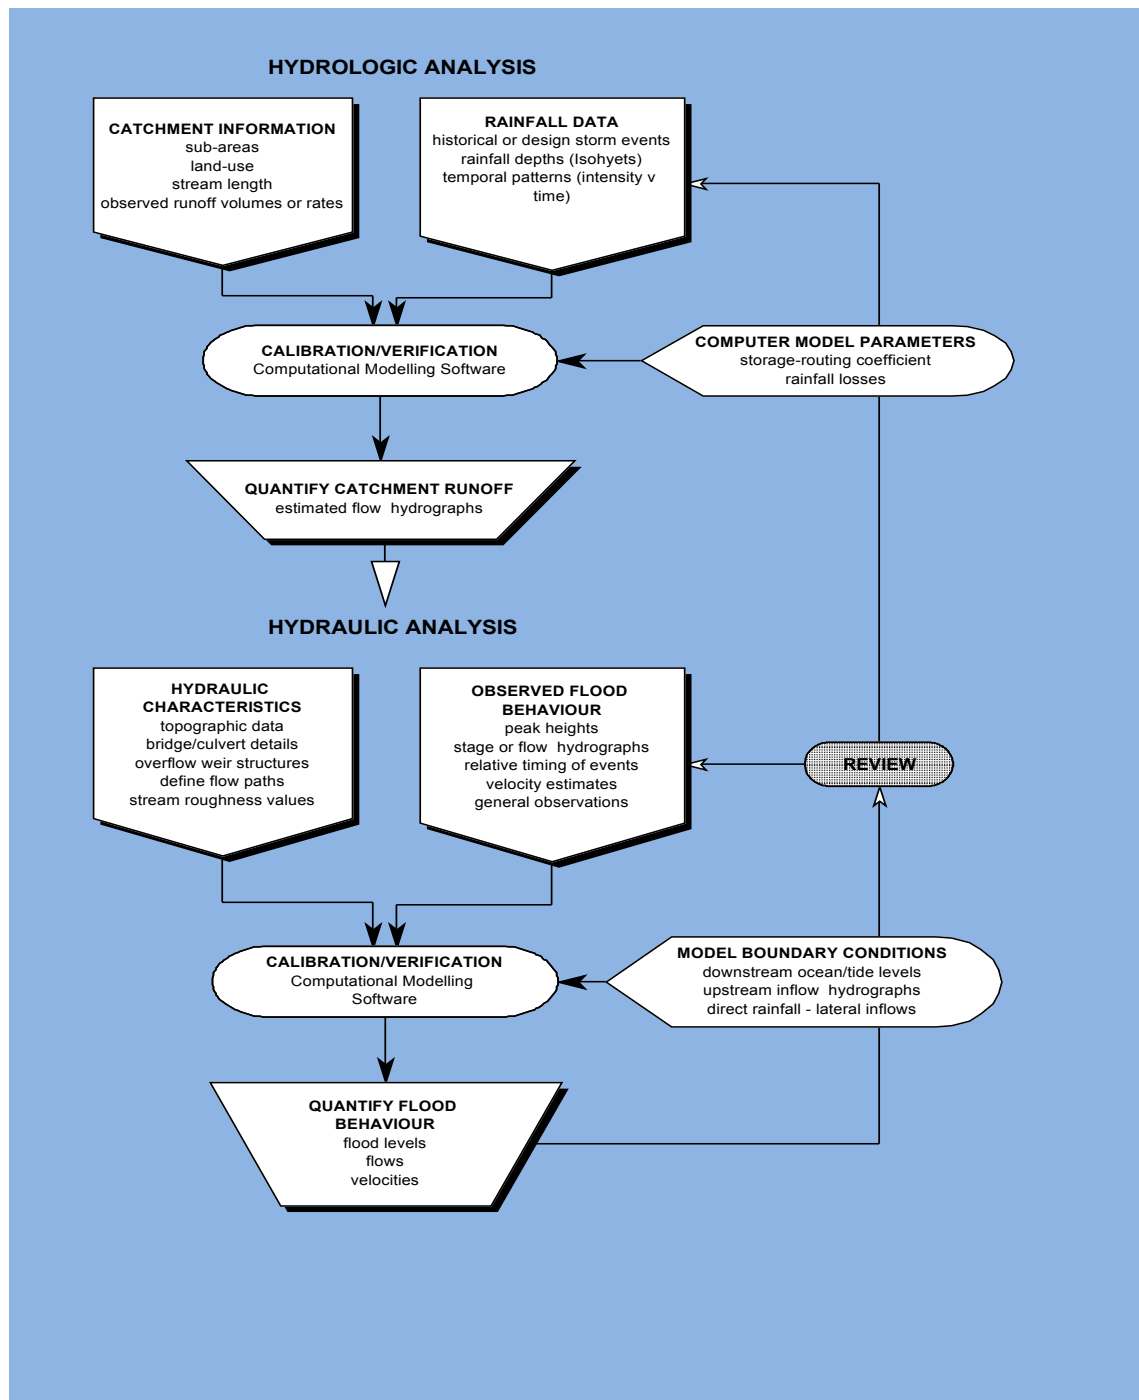 HYDROLOGIC ANALYSIS
CATCHMENT INFORMATION
sub-areas
land-use
stream length
observed runoff volumes or rates
RAINFALL DATA
historical or design storm events
rainfall depths (Isohyets)
temporal patterns (intensity v
time)
CALIBRATION/VERIFICATION
Computational Modelling Software
COMPUTER MODEL PARAMETERS
storage-routing coefficient
rainfall losses
QUANTIFY CATCHMENT RUNOFF
estimated flow hydrographs
HYDRAULIC ANALYSIS
HYDRAULIC
CHARACTERISTICS
topographic data
bridge/culvert details
overflow weir structures
define flow paths
stream roughness values
OBSERVED FLOOD
BEHAVIOUR
peak heights
stage or flow hydrographs
relative timing of events
velocity estimates
general observations
REVIEW
CALIBRATION/VERIFICATION
Computational Modelling
Software
MODEL BOUNDARY CONDITIONS
downstream ocean/tide levels
upstream inflow hydrographs
direct rainfall - lateral inflows
QUANTIFY FLOOD
BEHAVIOUR
flood levels
flows
velocities